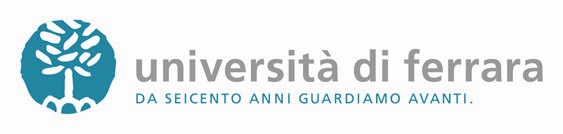 università di ferrara
DA SEICENTO ANNI GUARDIAMO AVANTI.